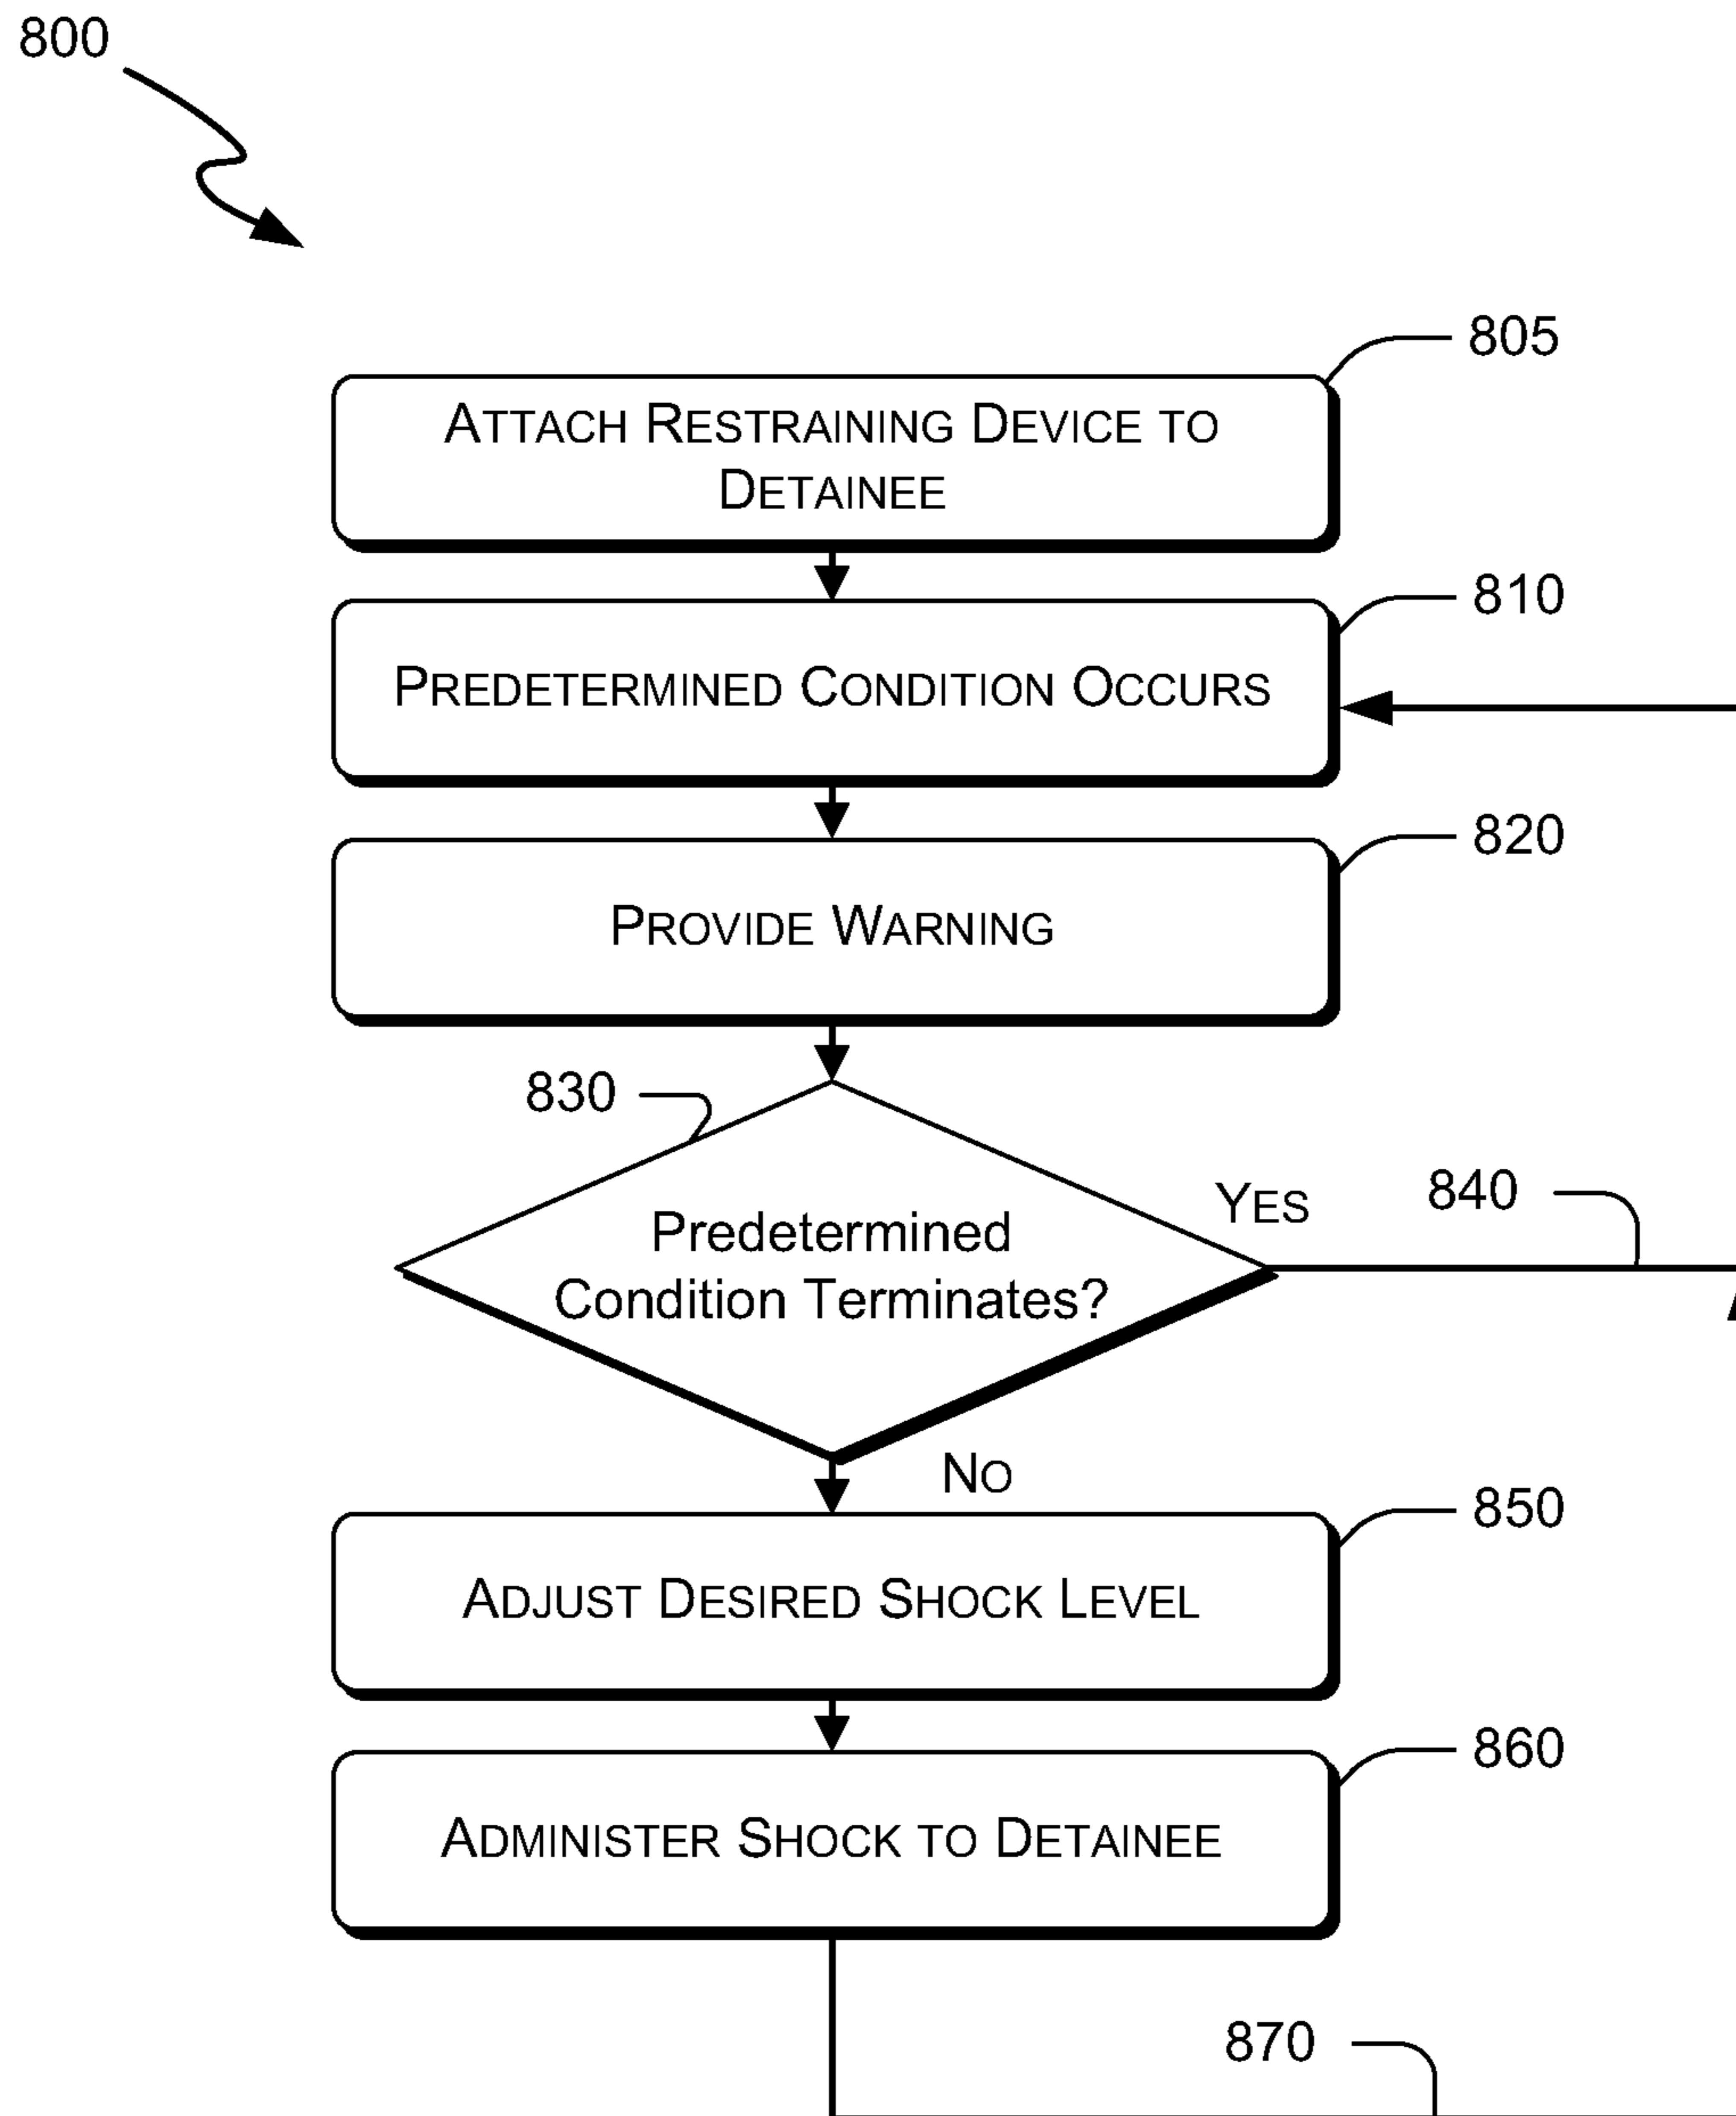 800
805
Attach Restraining Device to
Detainee
810
Predetermined Condition Occurs
820
Provide Warning
830
Yes
840
Predetermined
Condition Terminates?
No
850
Adjust Desired Shock Level
860
Administer Shock to Detainee
870